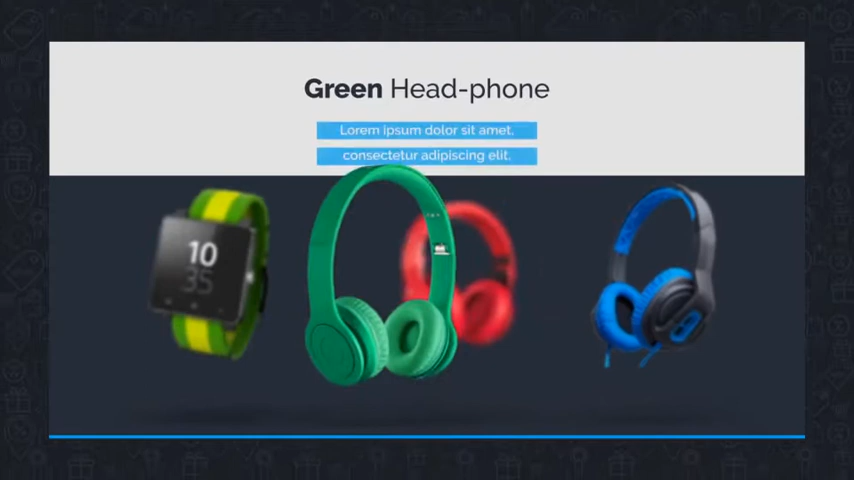 Green Head-phone
Lorem ipsum dolor sit amet,
consectetur adipiscing elit.
10
35